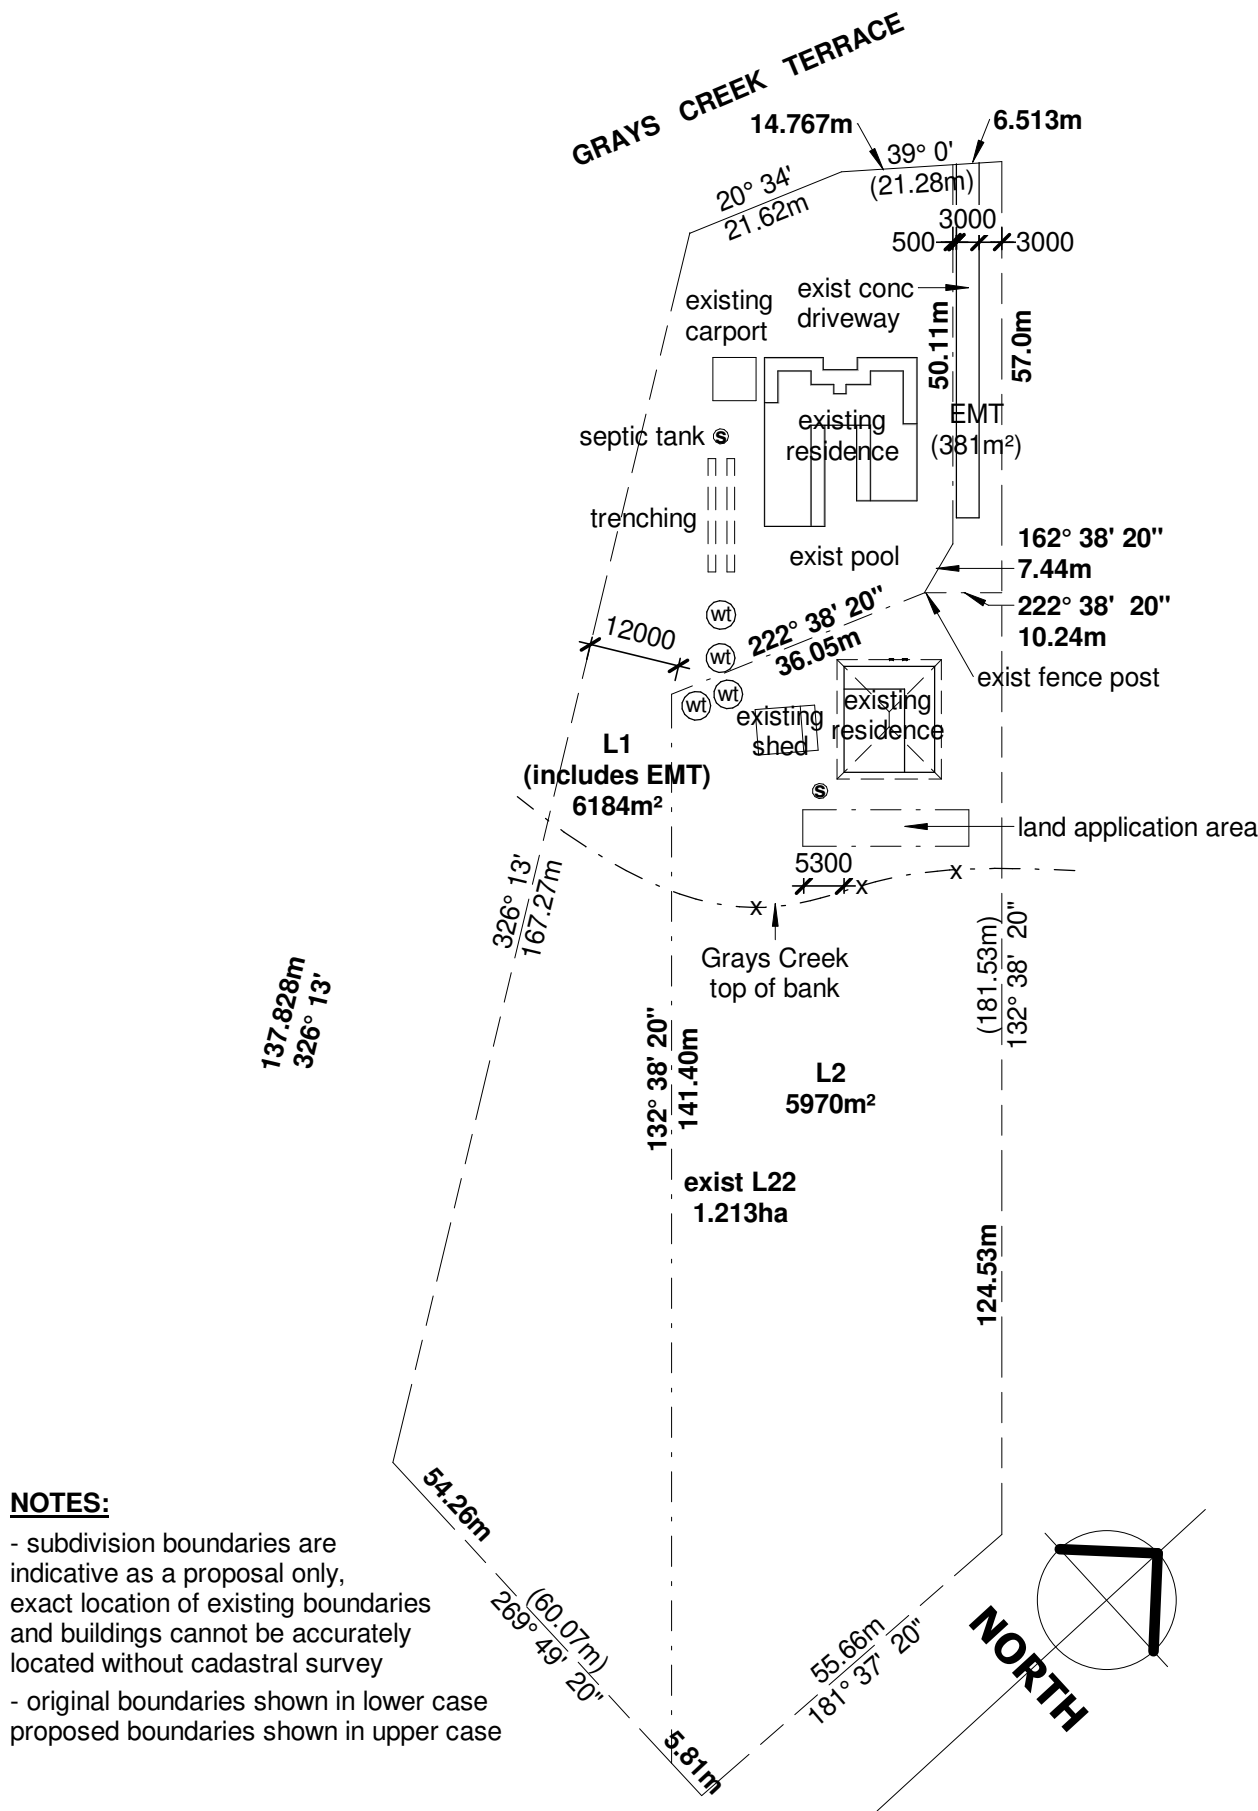 GRAYS CREEK TERRACE
14.767m
6.513m
39° 0'
(21.28m)
20° 34'
21.62m
3000
500
3000
existing
carport
exist conc
driveway
50.11m
57.0m
EMT
(381m²)
existing
residence
septic tank
S
trenching
exist pool
162° 38' 20"
7.44m
222° 38' 20"
10.24m
exist fence post
12000
wt
wt
wt
wt
222° 38' 20"
36.05m
existing
shed
existing
residence
L1
(includes EMT)
6184m²
S
land application area
5300
x
x
x
Grays Creek
top of bank
326° 13'
167.27m
137.828m
326° 13'
(181.53m)
132° 38' 20"
132° 38' 20"
141.40m
L2
5970m²
exist L22
1.213ha
124.53m
54.26m
(60.07m)
269° 49' 20"
5.81m
55.66m
181° 37' 20"
NORTH
NOTES:
- subdivision boundaries are
indicative as a proposal only,
exact location of existing boundaries
and buildings cannot be accurately
located without cadastral survey
- original boundaries shown in lower case
proposed boundaries shown in upper case